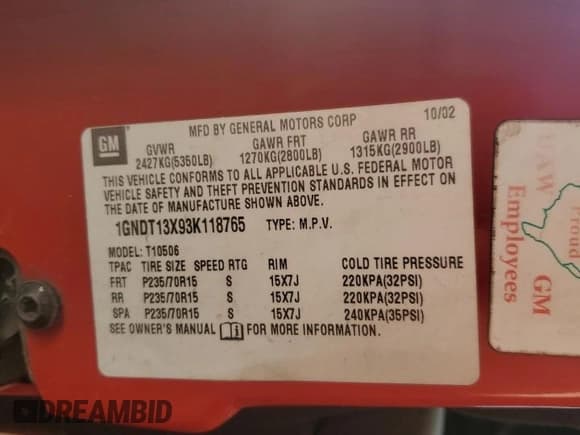 GM
MFD BY GENERAL MOTORS CORP 10/02
GVWR GAWR FRT GAWR RR
2427KG(5350LB) 1270KG(2800LB) 1315KG(2900LB)
THIS VEHICLE CONFORMS TO ALL APPLICABLE U.S. FEDERAL MOTOR
VEHICLE SAFETY AND THEFT PREVENTION STANDARDS IN EFFECT ON
THE DATE OF MANUFACTURE SHOWN ABOVE.
1GNDT13X93K118765 TYPE: M.P.V.
MODEL: T10506
TPAC TIRE SIZE SPEED RTG RIM COLD TIRE PRESSURE
FRT P235/70R15 S 15X7J 220KPA(32PSI)
RR P235/70R15 S 15X7J 220KPA(32PSI)
SPA P235/70R15 S 15X7J 240KPA(35PSI)
SEE OWNER'S MANUAL FOR MORE INFORMATION.
UAW
Proud
GM
Employees
DREAMBID